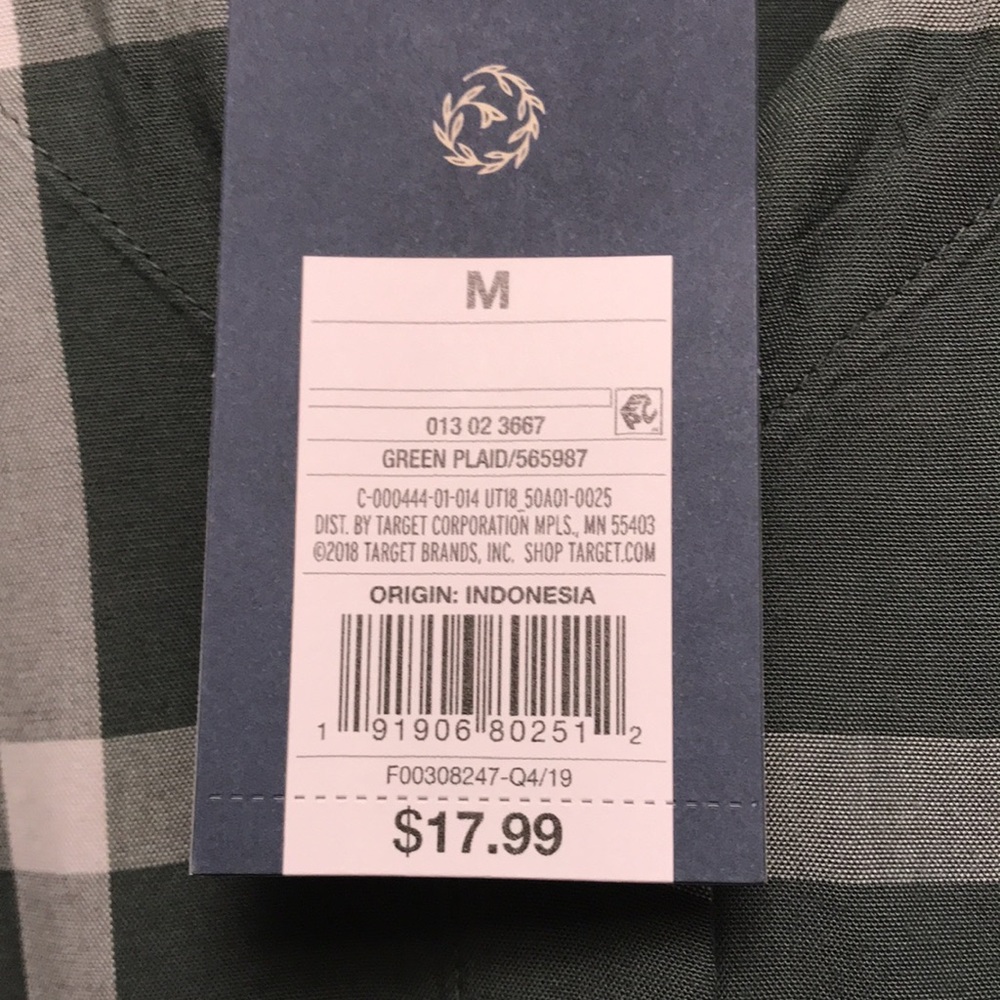 M
013 02 3667
GREEN PLAID/565987
C-000444-01-014 UT18_50A01-0025
DIST. BY TARGET CORPORATION MPLS., MN 55403
©2018 TARGET BRANDS, INC. SHOP TARGET.COM
ORIGIN: INDONESIA
1 91906 80251 2
F00308247-Q4/19
$17.99